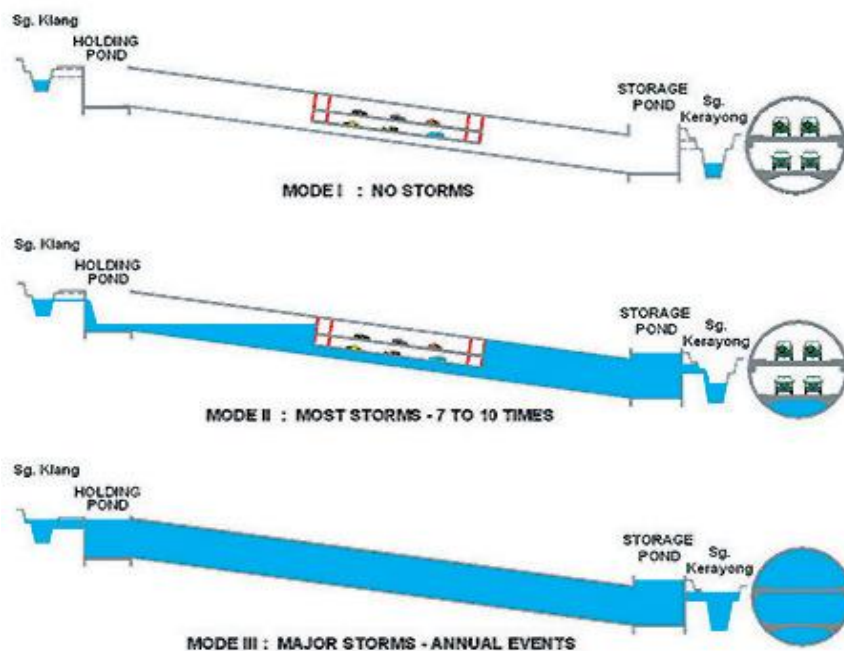 Sg. Klang
HOLDING
POND
STORAGE
POND
Sg.
Kerayong
MODE I : NO STORMS
Sg. Klang
HOLDING
POND
STORAGE
POND
Sg.
Kerayong
MODE II : MOST STORMS - 7 TO 10 TIMES
Sg. Klang
HOLDING
POND
STORAGE
POND
Sg.
Kerayong
MODE III : MAJOR STORMS - ANNUAL EVENTS